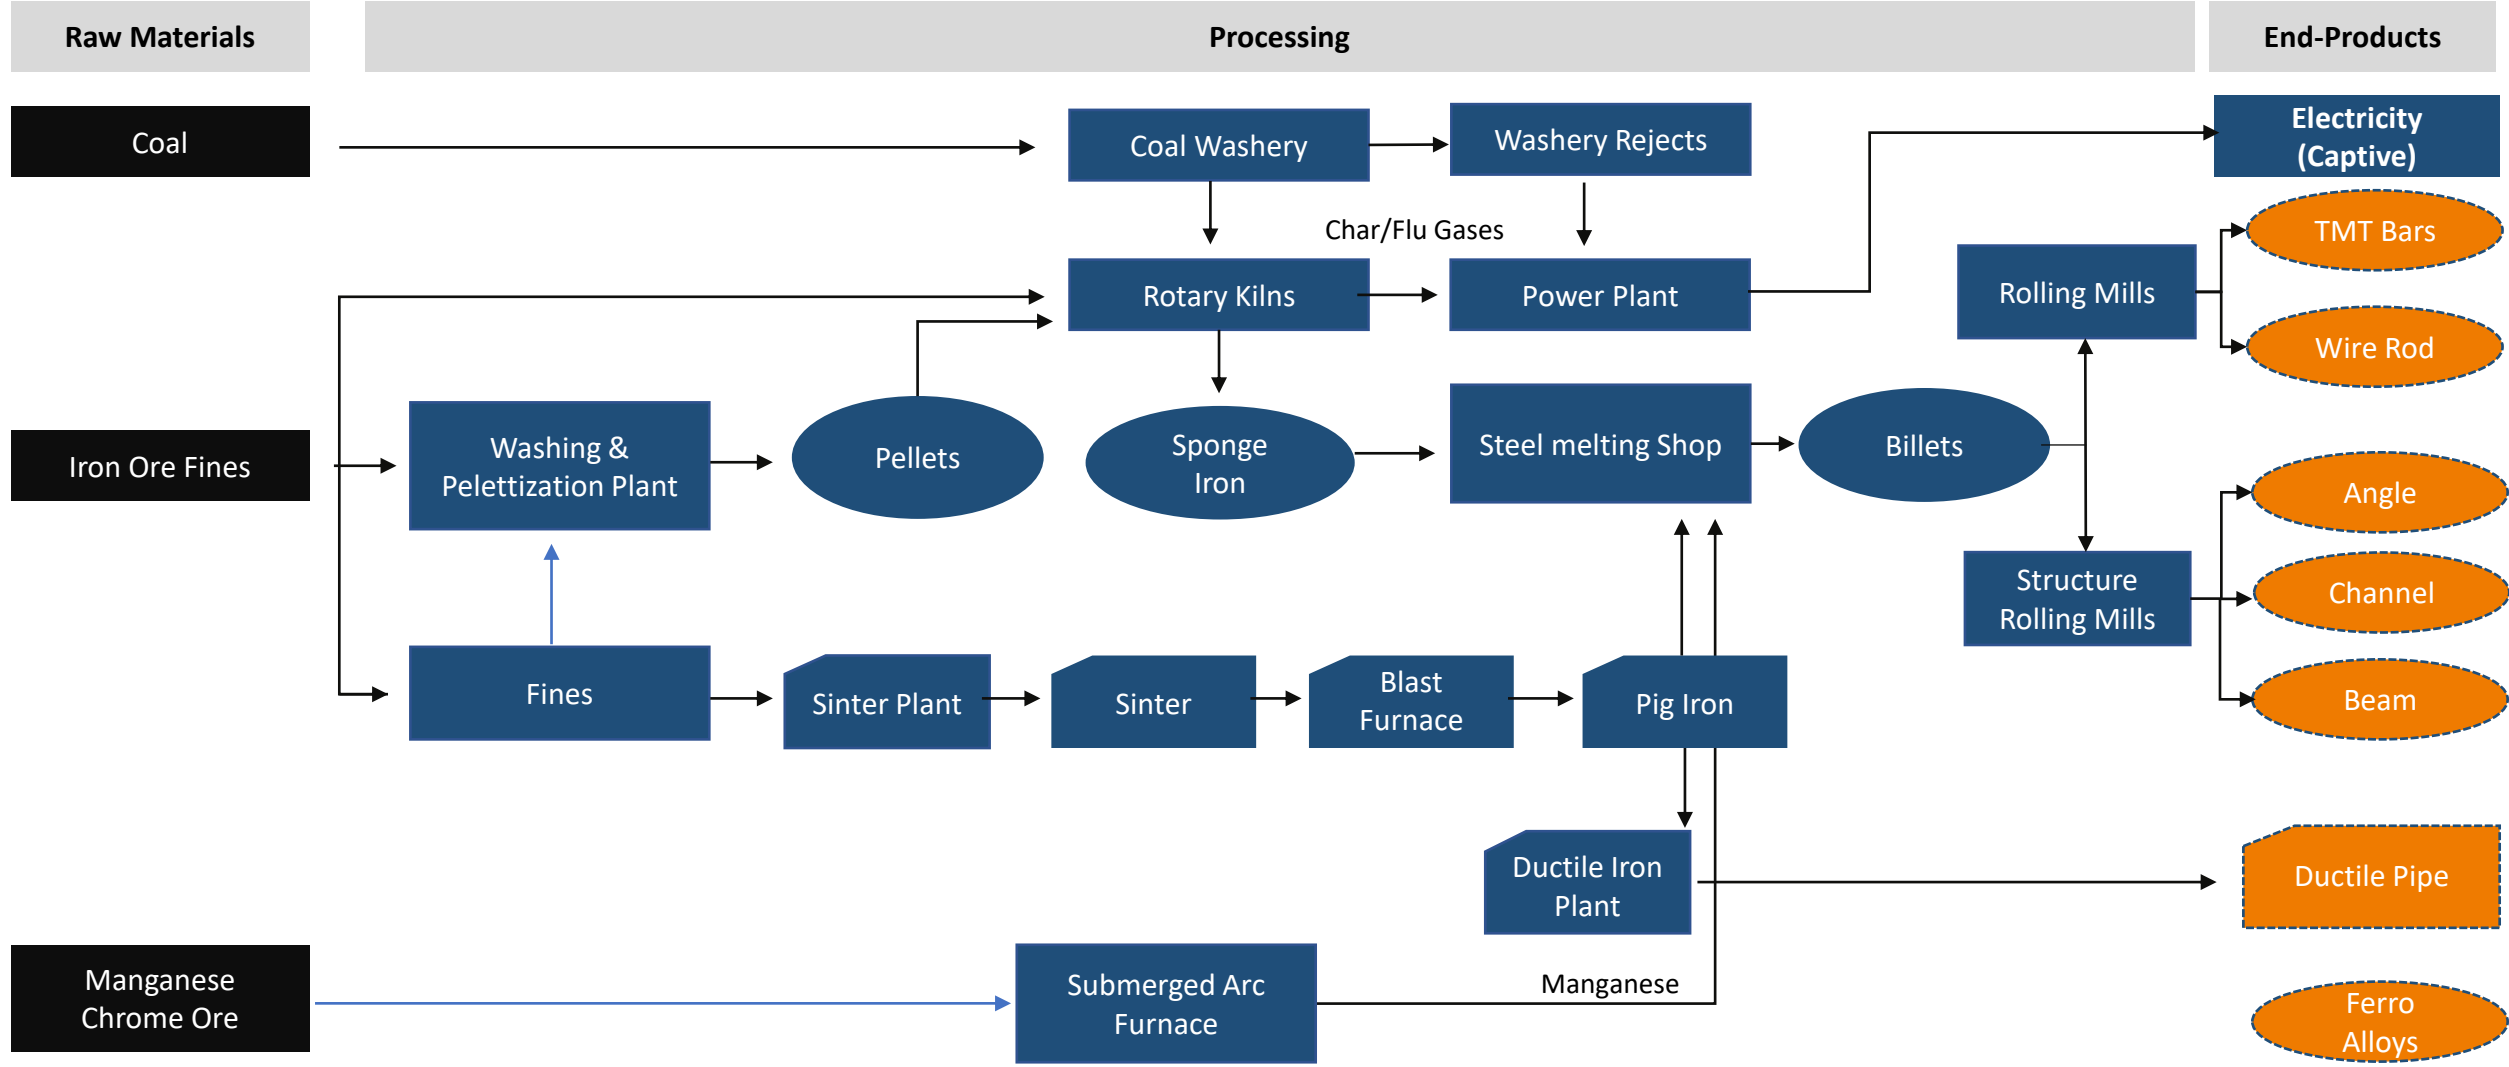 Raw Materials
Processing
End-Products
Coal
Coal Washery
Washery Rejects
Electricity
(Captive)
Char/Flu Gases
TMT Bars
Rotary Kilns
Power Plant
Rolling Mills
Wire Rod
Iron Ore Fines
Washing &
Pelettization Plant
Pellets
Sponge
Iron
Steel melting Shop
Billets
Angle
Structure
Rolling Mills
Channel
Fines
Sinter Plant
Sinter
Blast
Furnace
Pig Iron
Beam
Ductile Iron
Plant
Ductile Pipe
Manganese
Chrome Ore
Submerged Arc
Furnace
Manganese
Ferro
Alloys